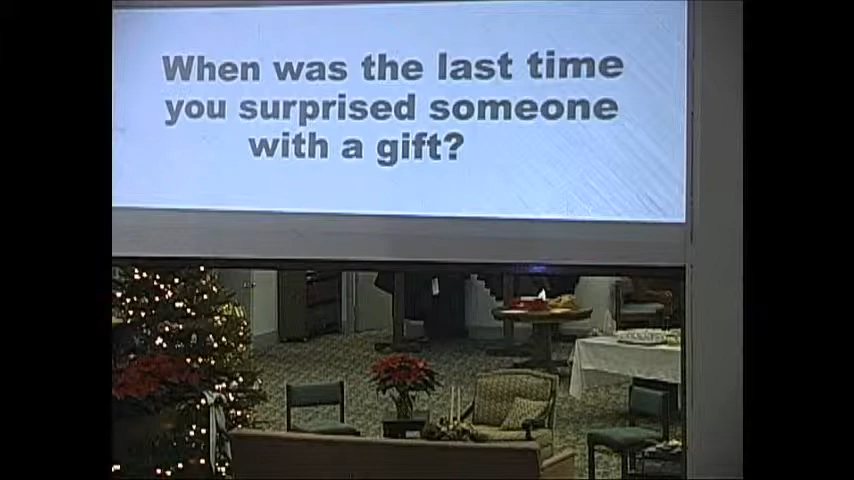 When was the last time
you surprised someone
with a gift?